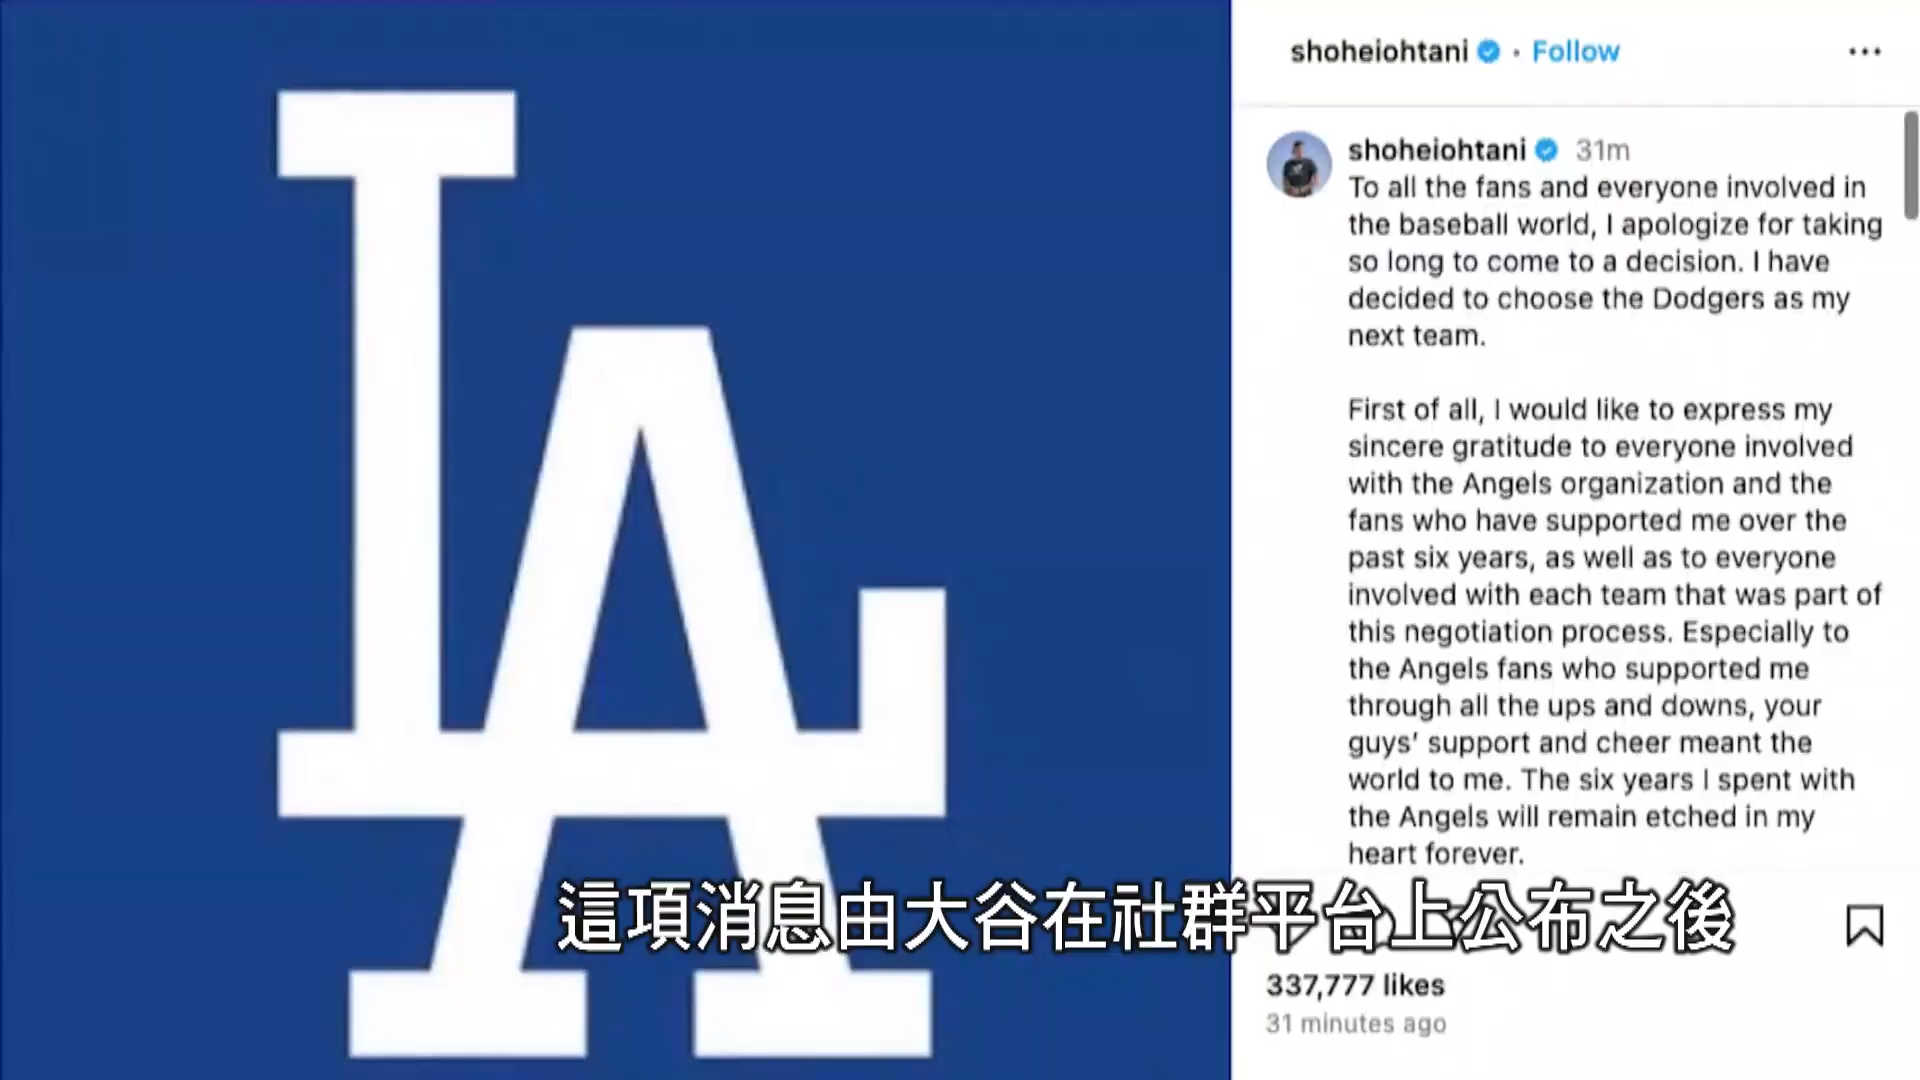 LA
shoheiohtani • Follow
shoheiohtani 31m
To all the fans and everyone involved in
the baseball world, I apologize for taking
so long to come to a decision. I have
decided to choose the Dodgers as my
next team.
First of all, I would like to express my
sincere gratitude to everyone involved
with the Angels organization and the
fans who have supported me over the
past six years, as well as to everyone
involved with each team that was part of
this negotiation process. Especially to
the Angels fans who supported me
through all the ups and downs, your
guys' support and cheer meant the
world to me. The six years I spent with
the Angels will remain etched in my
heart forever.
這項消息由大谷在社群平台上公布之後
337,777 likes
31 minutes ago